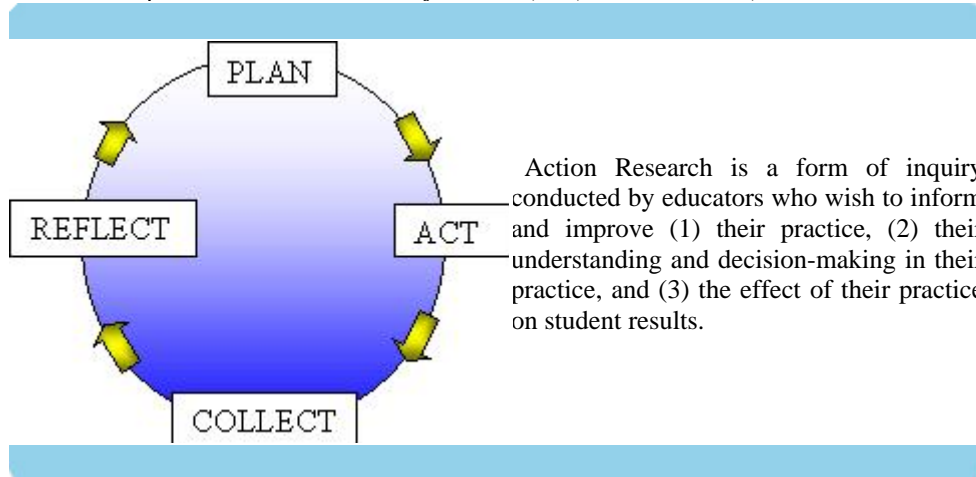 PLAN
REFLECT
ACT
COLLECT
Action Research is a form of inquiry
conducted by educators who wish to inform
and improve (1) their practice, (2) their
understanding and decision-making in their
practice, and (3) the effect of their practice
on student results.